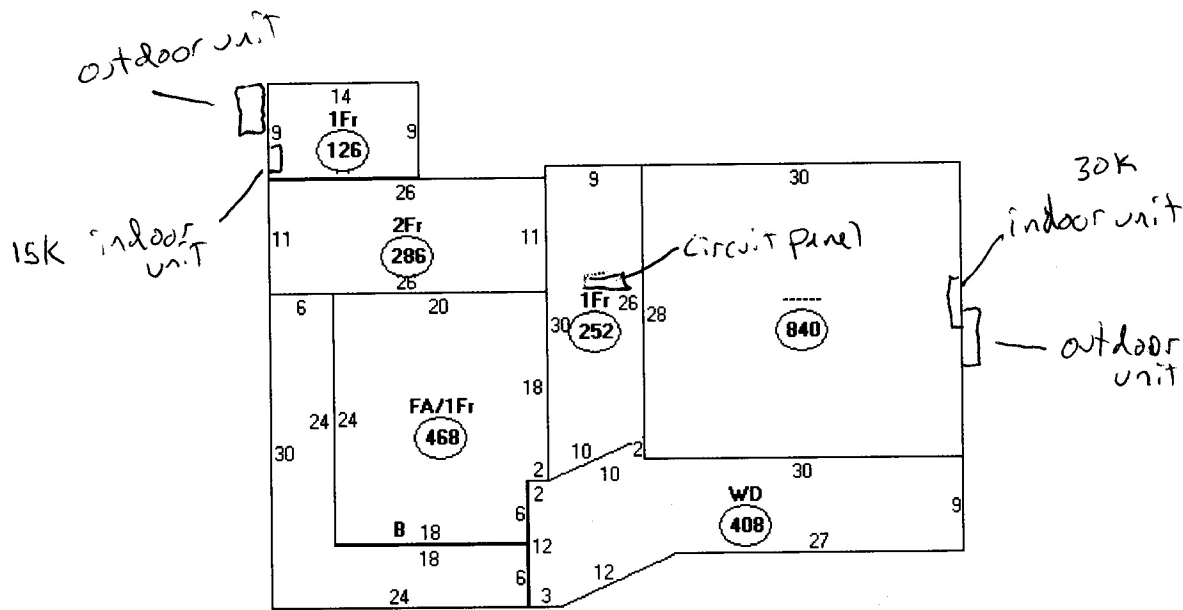 outdoor unit
14
1Fr
9
9
126
26
9
30
30K
indoor unit
15K indoor
unit
11
2Fr
11
286
26
circuit panel
6
20
1Fr
26
30
252
28
-------
840
outdoor
unit
18
FA/1Fr
24
24
468
30
10
2
10
30
2
2
WD
408
9
6
B
18
12
27
18
12
6
24
3